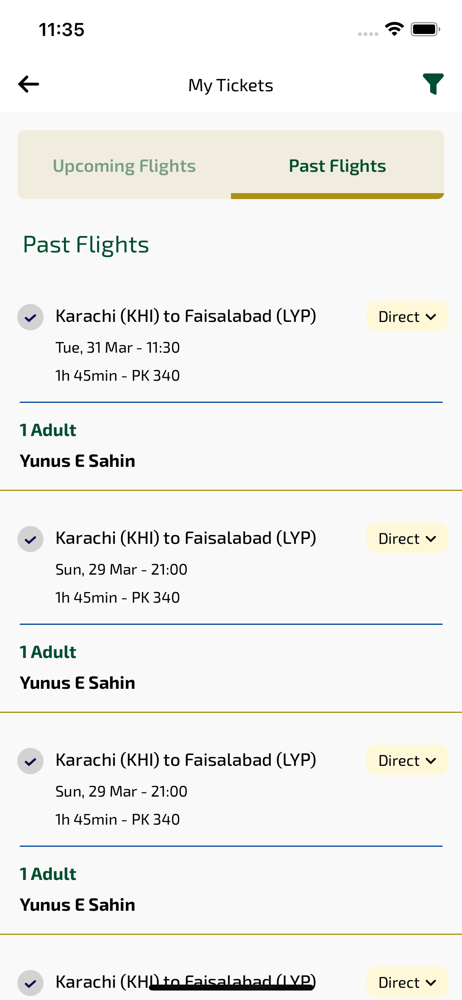 11:35
My Tickets
Upcoming Flights
Past Flights
Past Flights
Karachi (KHI) to Faisalabad (LYP)
Direct
Tue, 31 Mar - 11:30
1h 45min - PK 340
1 Adult
Yunus E Sahin
Karachi (KHI) to Faisalabad (LYP)
Direct
Sun, 29 Mar - 21:00
1h 45min - PK 340
1 Adult
Yunus E Sahin
Karachi (KHI) to Faisalabad (LYP)
Direct
Sun, 29 Mar - 21:00
1h 45min - PK 340
1 Adult
Yunus E Sahin
Karachi (KHI) to Faisalabad (LYP)
Direct